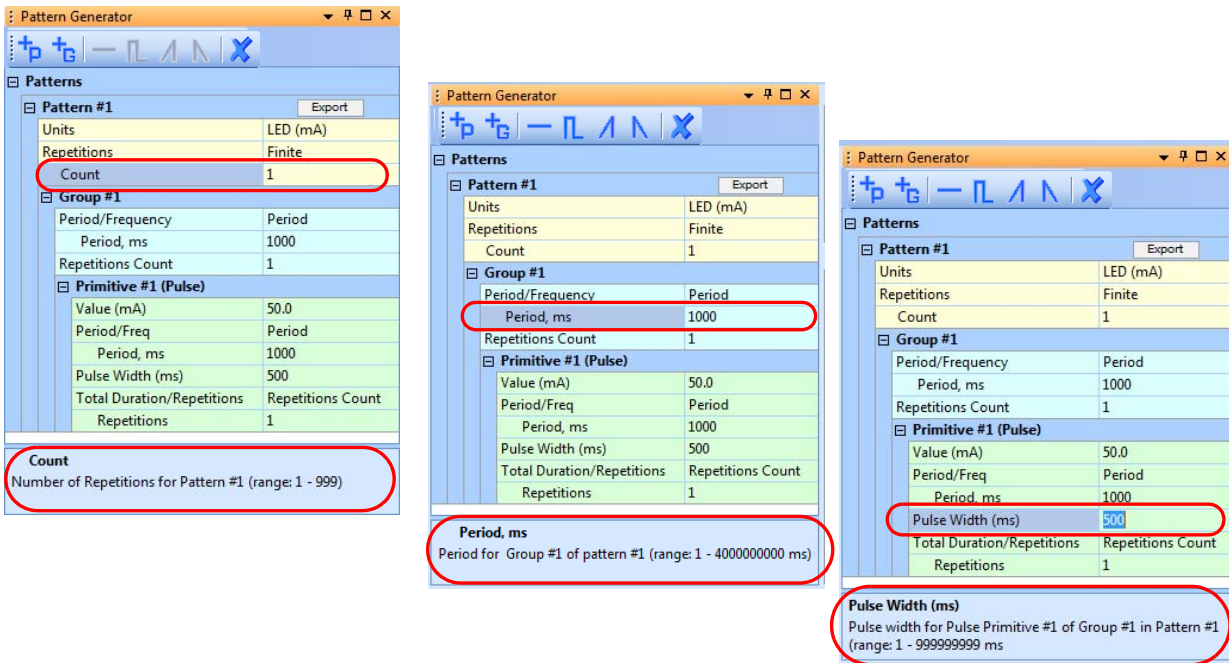 Pattern Generator
+P +G
Patterns
Pattern #1 Export
Units LED (mA)
Repetitions Finite
Count 1
Group #1
Period/Frequency Period
Period, ms 1000
Repetitions Count 1
Primitive #1 (Pulse)
Value (mA) 50.0
Period/Freq Period
Period, ms 1000
Pulse Width (ms) 500
Total Duration/Repetitions Repetitions Count
Repetitions 1
Count
Number of Repetitions for Pattern #1 (range: 1 - 999)
Pattern Generator
+P +G
Patterns
Pattern #1 Export
Units LED (mA)
Repetitions Finite
Count 1
Group #1
Period/Frequency Period
Period, ms 1000
Repetitions Count 1
Primitive #1 (Pulse)
Value (mA) 50.0
Period/Freq Period
Period, ms 1000
Pulse Width (ms) 500
Total Duration/Repetitions Repetitions Count
Repetitions 1
Period, ms
Period for Group #1 of pattern #1 (range: 1 - 4000000000 ms)
Pattern Generator
+P +G
Patterns
Pattern #1 Export
Units LED (mA)
Repetitions Finite
Count 1
Group #1
Period/Frequency Period
Period, ms 1000
Repetitions Count 1
Primitive #1 (Pulse)
Value (mA) 50.0
Period/Freq Period
Period, ms 1000
Pulse Width (ms) 500
Total Duration/Repetitions Repetitions Count
Repetitions 1
Pulse Width (ms)
Pulse width for Pulse Primitive #1 of Group #1 in Pattern #1
(range: 1 - 999999999 ms